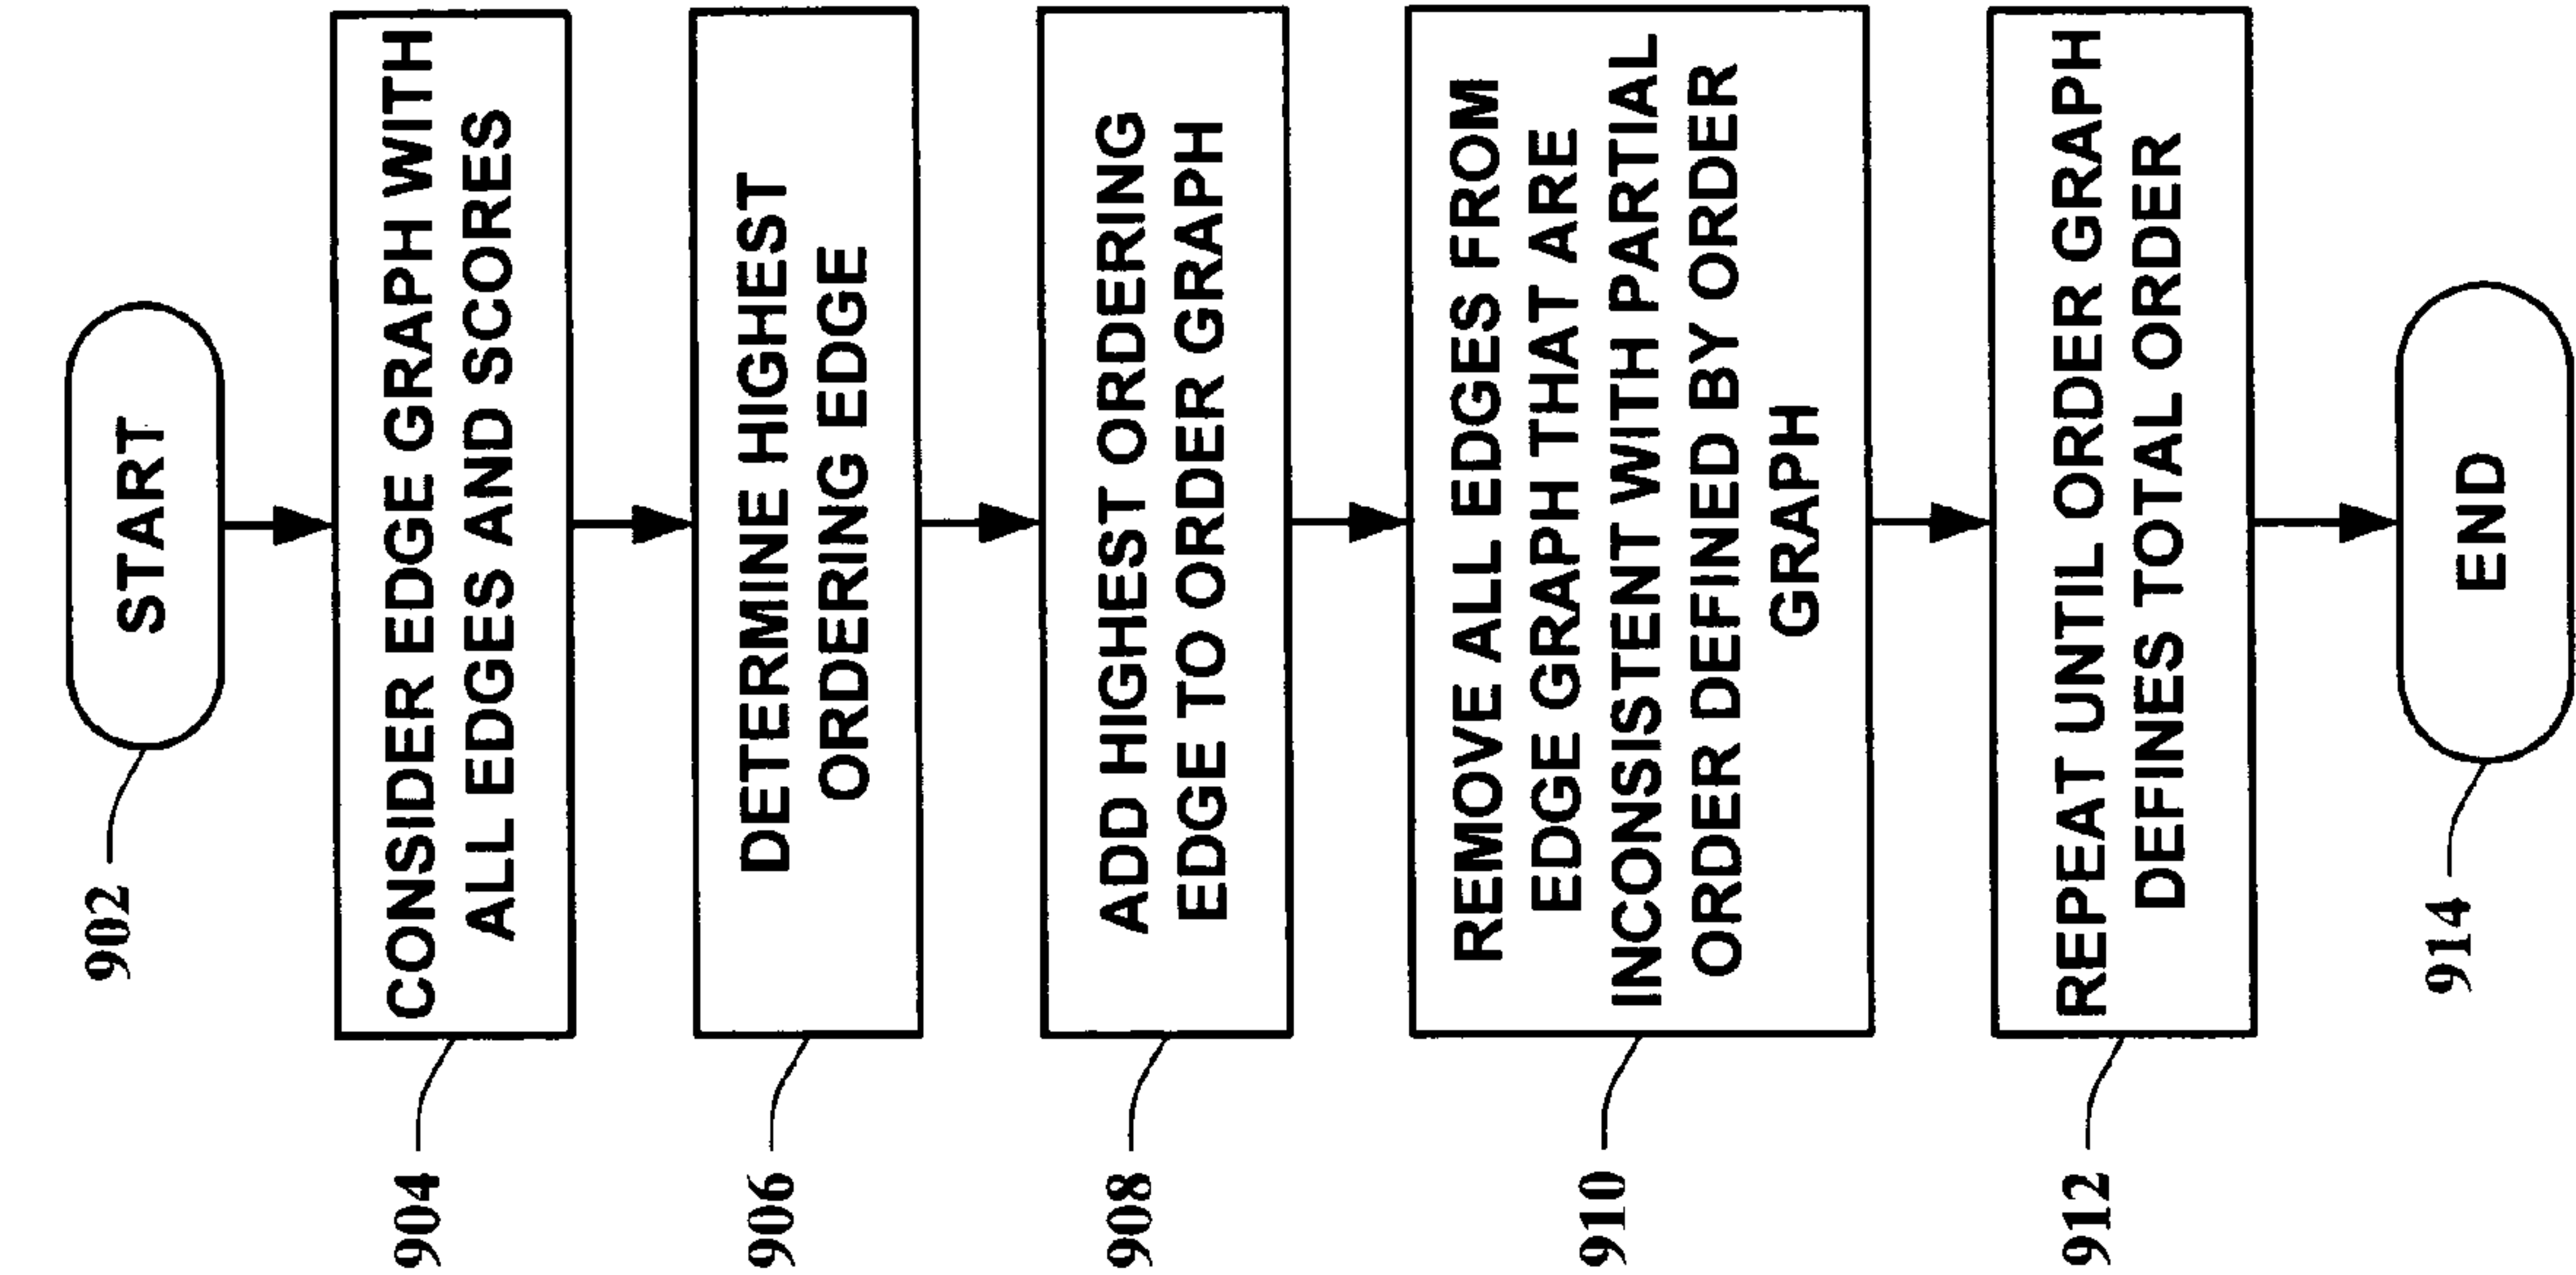 START
902
CONSIDER EDGE GRAPH WITH
ALL EDGES AND SCORES
904
DETERMINE HIGHEST
ORDERING EDGE
906
ADD HIGHEST ORDERING
EDGE TO ORDER GRAPH
908
REMOVE ALL EDGES FROM
EDGE GRAPH THAT ARE
INCONSISTENT WITH PARTIAL
ORDER DEFINED BY ORDER
GRAPH
910
REPEAT UNTIL ORDER GRAPH
DEFINES TOTAL ORDER
912
END
914